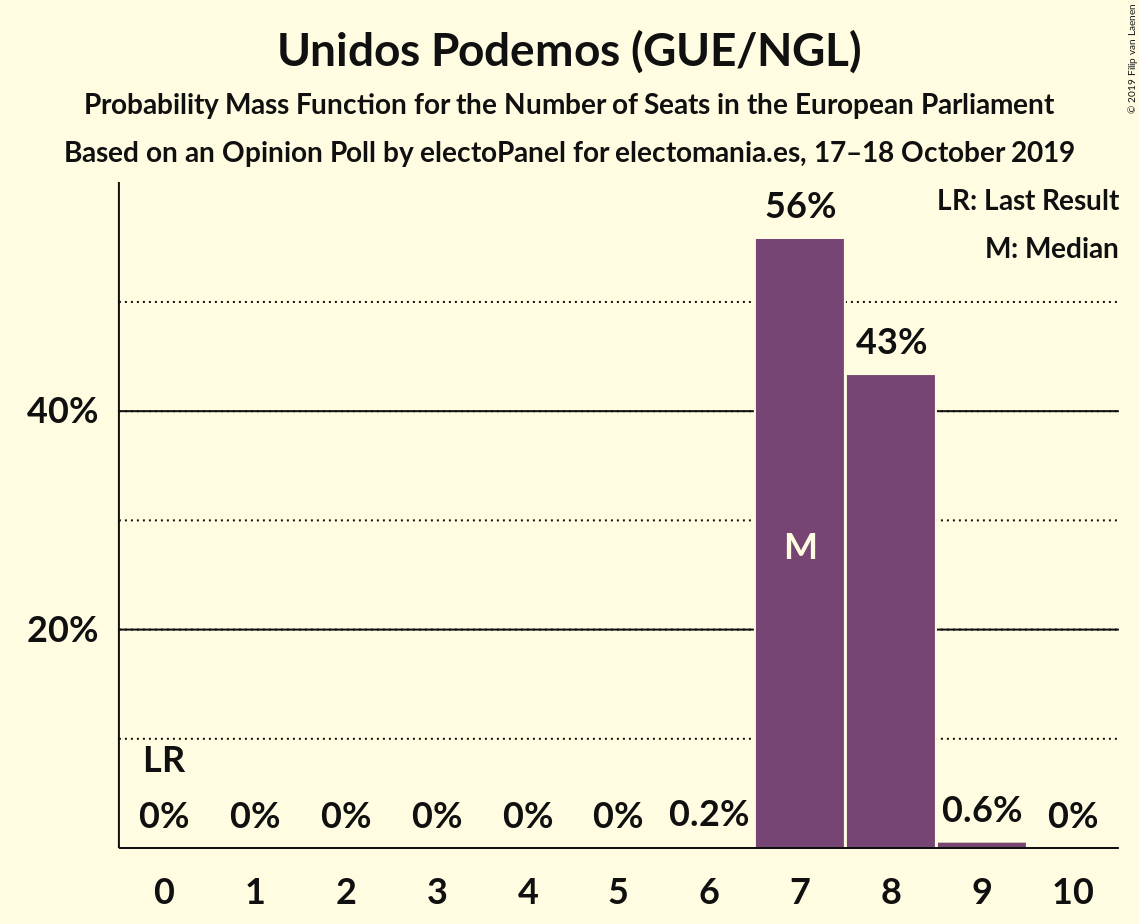 Unidos Podemos (GUE/NGL)
Probability Mass Function for the Number of Seats in the European Parliament
Based on an Opinion Poll by electoPanel for electomania.es, 17–18 October 2019
© 2019 Filip van Laenen
LR: Last Result
M: Median
56%
43%
40%
M
20%
LR
0% 0% 0% 0% 0% 0% 0.2% 0.6% 0%
0 1 2 3 4 5 6 7 8 9 10